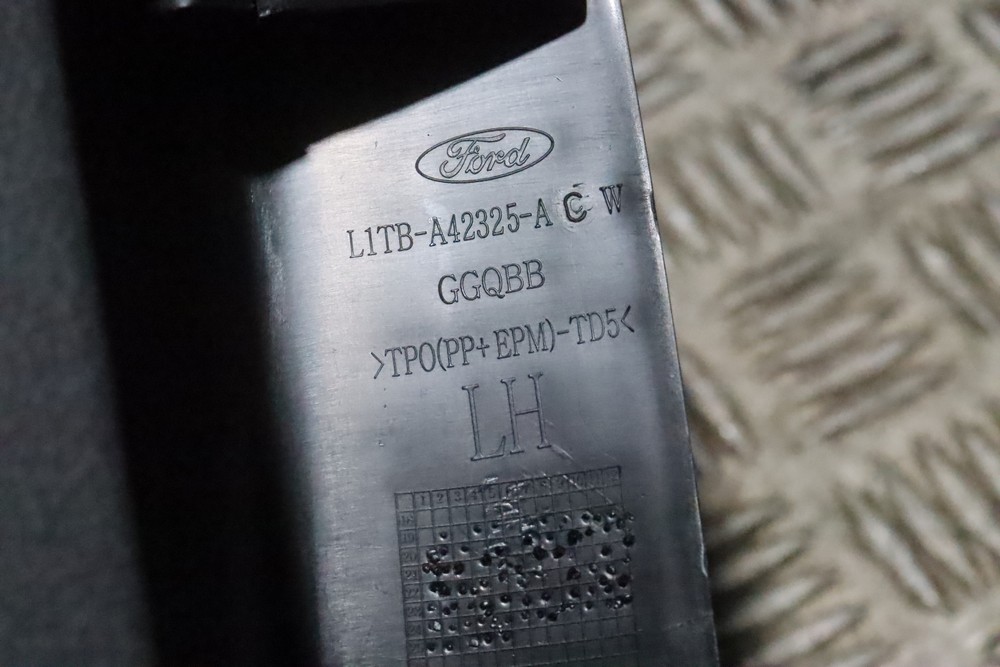 Ford
L1TB-A42325-A C W
GGQBB
>TPO(PP+EPM)-TD5<
LH